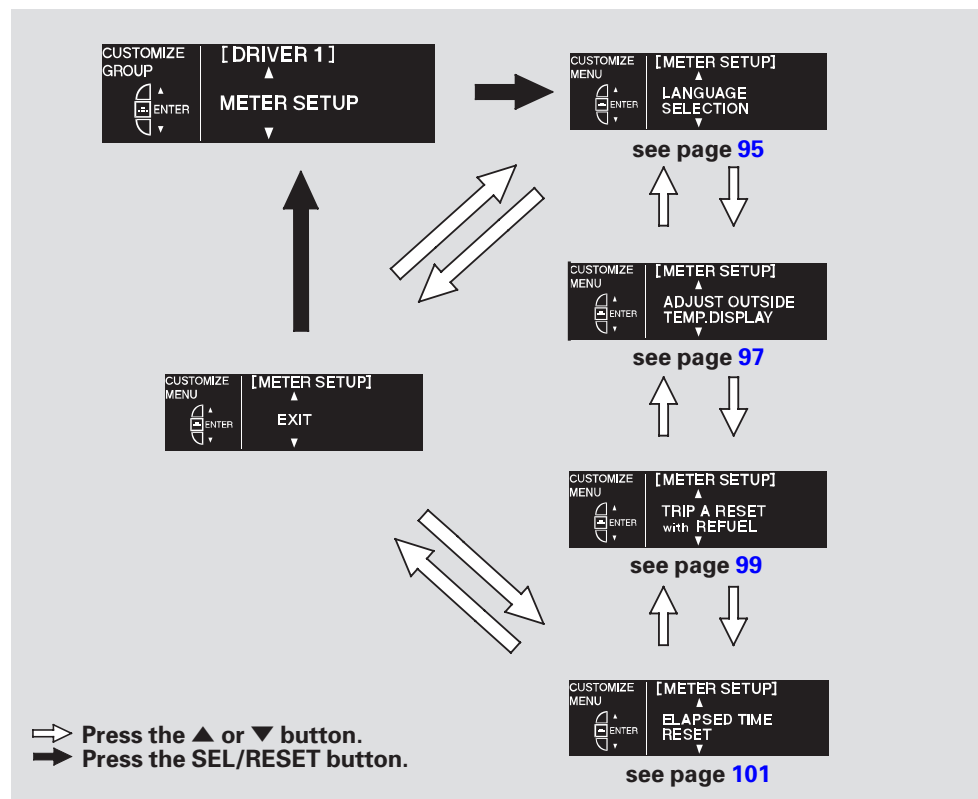 CUSTOMIZE
GROUP
ENTER
[DRIVER 1]
▲
METER SETUP
▼
CUSTOMIZE
MENU
ENTER
[METER SETUP]
▲
LANGUAGE
SELECTION
▼
see page 95
CUSTOMIZE
MENU
ENTER
[METER SETUP]
▲
ADJUST OUTSIDE
TEMP.DISPLAY
▼
see page 97
CUSTOMIZE
MENU
ENTER
[METER SETUP]
▲
EXIT
▼
CUSTOMIZE
MENU
ENTER
[METER SETUP]
▲
TRIP A RESET
with REFUEL
▼
see page 99
CUSTOMIZE
MENU
ENTER
[METER SETUP]
▲
ELAPSED TIME
RESET
▼
see page 101
Press the ▲ or ▼ button.
Press the SEL/RESET button.